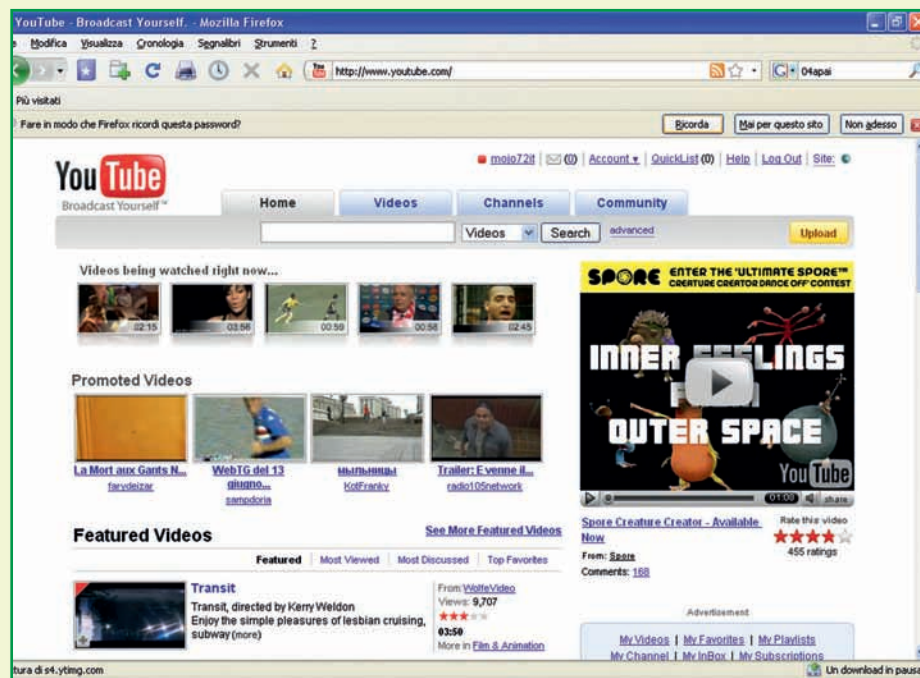 YouTube - Broadcast Yourself. - Mozilla Firefox
Modifica Visualizza Cronologia Segnalibri Strumenti ?
http://www.youtube.com/ 04apai
Più visitati
Fare in modo che Firefox ricordi questa password? Ricorda Mai per questo sito Non adesso
mojo72it (0) Account QuickList (0) Help Log Out Site:
YouTube
Broadcast Yourself™
Home Videos Channels Community
Videos Search advanced Upload
Videos being watched right now...
02:15 03:56 00:59 00:58 02:45
SPORE ENTER THE 'ULTIMATE SPORE™
CREATURE CREATOR DANCE OFF' CONTEST
INNER FEELINGS
FROM
OUTER SPACE
YouTube
01:09 share
Promoted Videos
La Mort aux Gants N...
farydeizar
WebTG del 13
giugno...
sampdoria
мыльницы
KotFranky
Trailer: E venne il...
radio105network
Spore Creature Creator - Available
Now
From: Spore
Comments: 168
Rate this video
455 ratings
Featured Videos See More Featured Videos
Featured Most Viewed Most Discussed Top Favorites
Transit
Transit, directed by Kerry Weldon
Enjoy the simple pleasures of lesbian cruising,
subway (more)
From: WolfeVideo
Views: 9,707
03:50
More in Film & Animation
Advertisement
My Videos | My Favorites | My Playlists
My Channel | My InBox | My Subscriptions
tura di s4.ytimg.com Un download in pausa